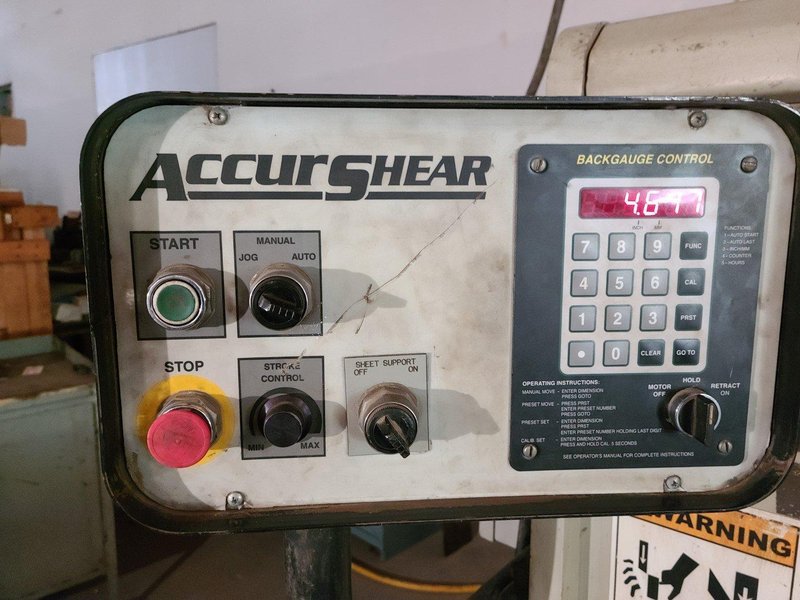 ACCURSHEAR
START
MANUAL
JOG AUTO
STOP
STROKE
CONTROL
MIN MAX
SHEET SUPPORT
OFF ON
BACKGAUGE CONTROL
INCH MM
7 8 9 FUNC
4 5 6 CAL
1 2 3 PRST
• 0 CLEAR GO TO
FUNCTIONS
1 - AUTO START
2 - AUTO LAST
3 - INCH/MM
4 - COUNTER
5 - HOURS
OPERATING INSTRUCTIONS:
MANUAL MOVE - ENTER DIMENSION
PRESS GOTO
PRESET MOVE - PRESS PRST
ENTER PRESET NUMBER
PRESS GOTO
PRESET SET - ENTER DIMENSION
PRESS PRST
ENTER PRESET NUMBER HOLDING LAST DIGIT
CALIB. SET - ENTER DIMENSION
PRESS AND HOLD CAL. 5 SECONDS
SEE OPERATOR'S MANUAL FOR COMPLETE INSTRUCTIONS
HOLD
MOTOR
OFF
RETRACT
ON
WARNING